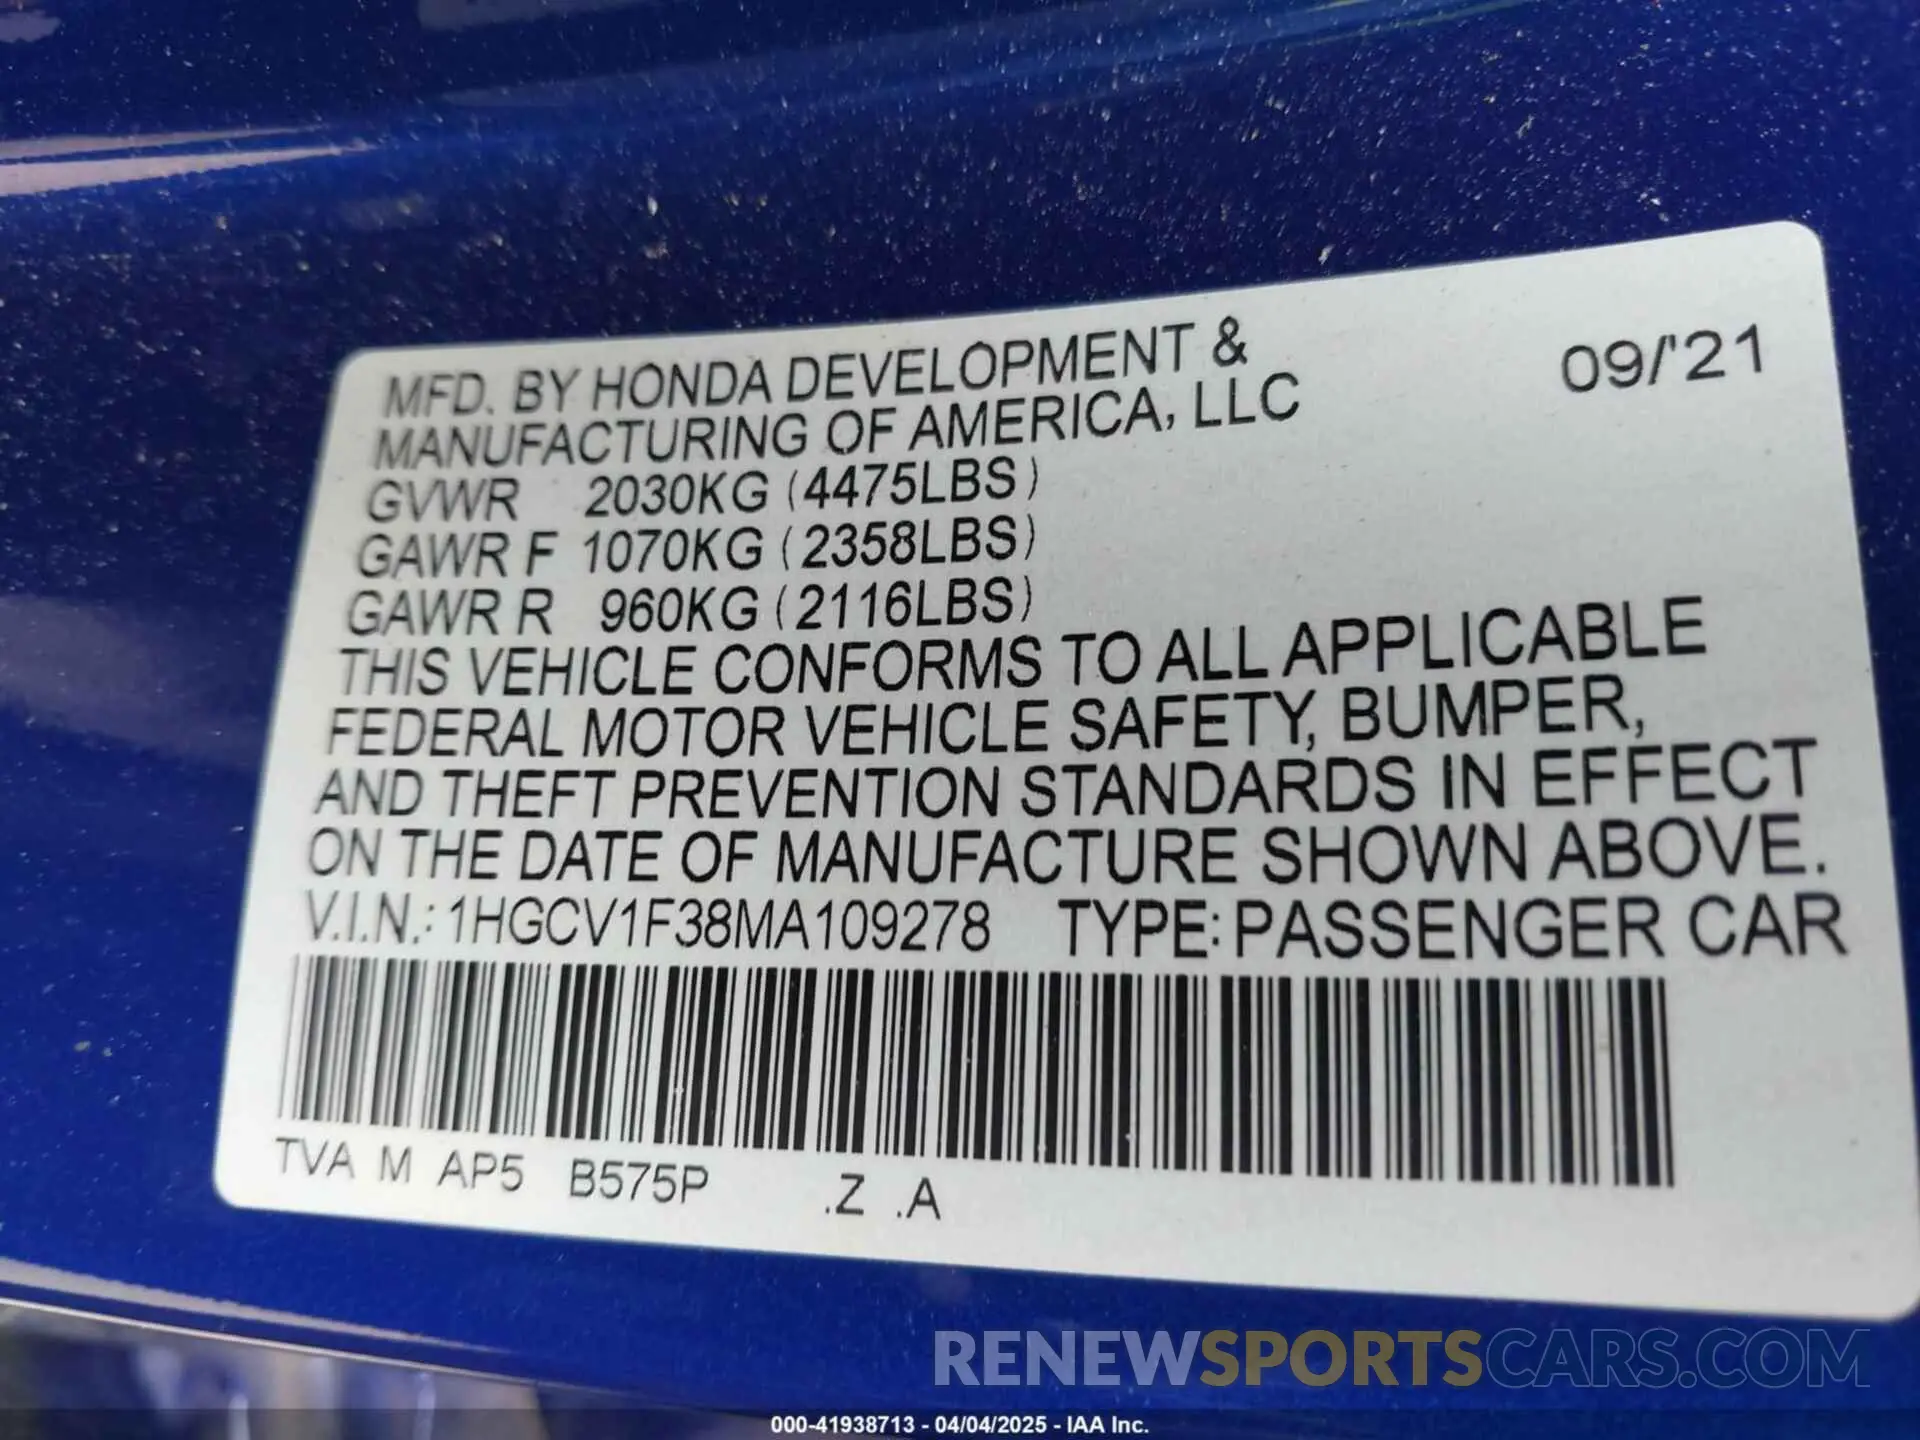 MFD. BY HONDA DEVELOPMENT &
MANUFACTURING OF AMERICA, LLC
09/'21
GVWR 2030KG (4475LBS)
GAWR F 1070KG (2358LBS)
GAWR R 960KG (2116LBS)
THIS VEHICLE CONFORMS TO ALL APPLICABLE
FEDERAL MOTOR VEHICLE SAFETY, BUMPER,
AND THEFT PREVENTION STANDARDS IN EFFECT
ON THE DATE OF MANUFACTURE SHOWN ABOVE.
V.I.N.: 1HGCV1F38MA109278 TYPE: PASSENGER CAR
TVA M AP5 B575P .Z .A
RENEWSPORTSCARS.COM
000-41938713 - 04/04/2025 - IAA Inc.